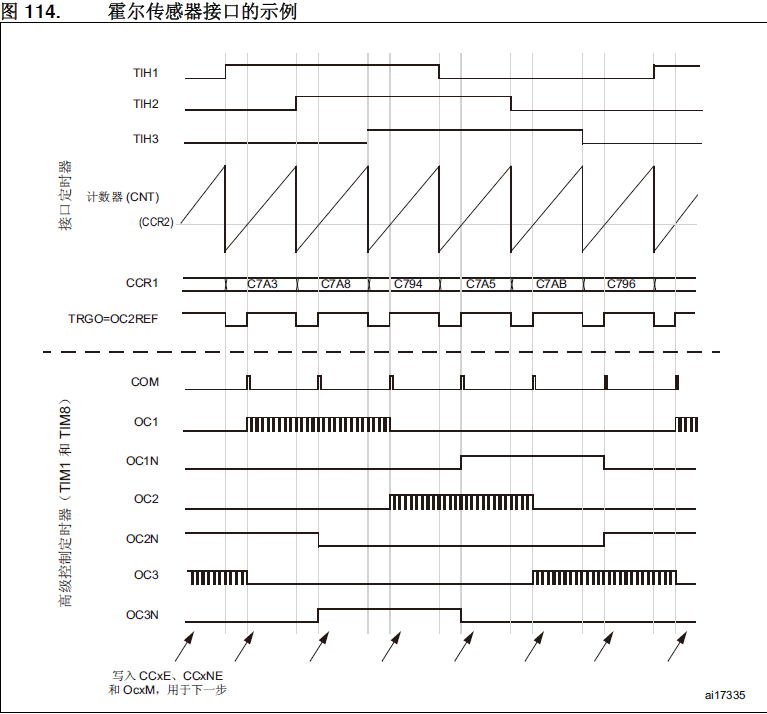 图 114. 霍尔传感器接口的示例
TIH1
TIH2
TIH3
接口定时器
计数器 (CNT)
(CCR2)
CCR1
C7A3 C7A8 C794 C7A5 C7AB C796
TRGO=OC2REF
高级控制定时器（TIM1 和 TIM8）
COM
OC1
OC1N
OC2
OC2N
OC3
OC3N
写入 CCxE、CCxNE
和 OcxM，用于下一步
ai17335